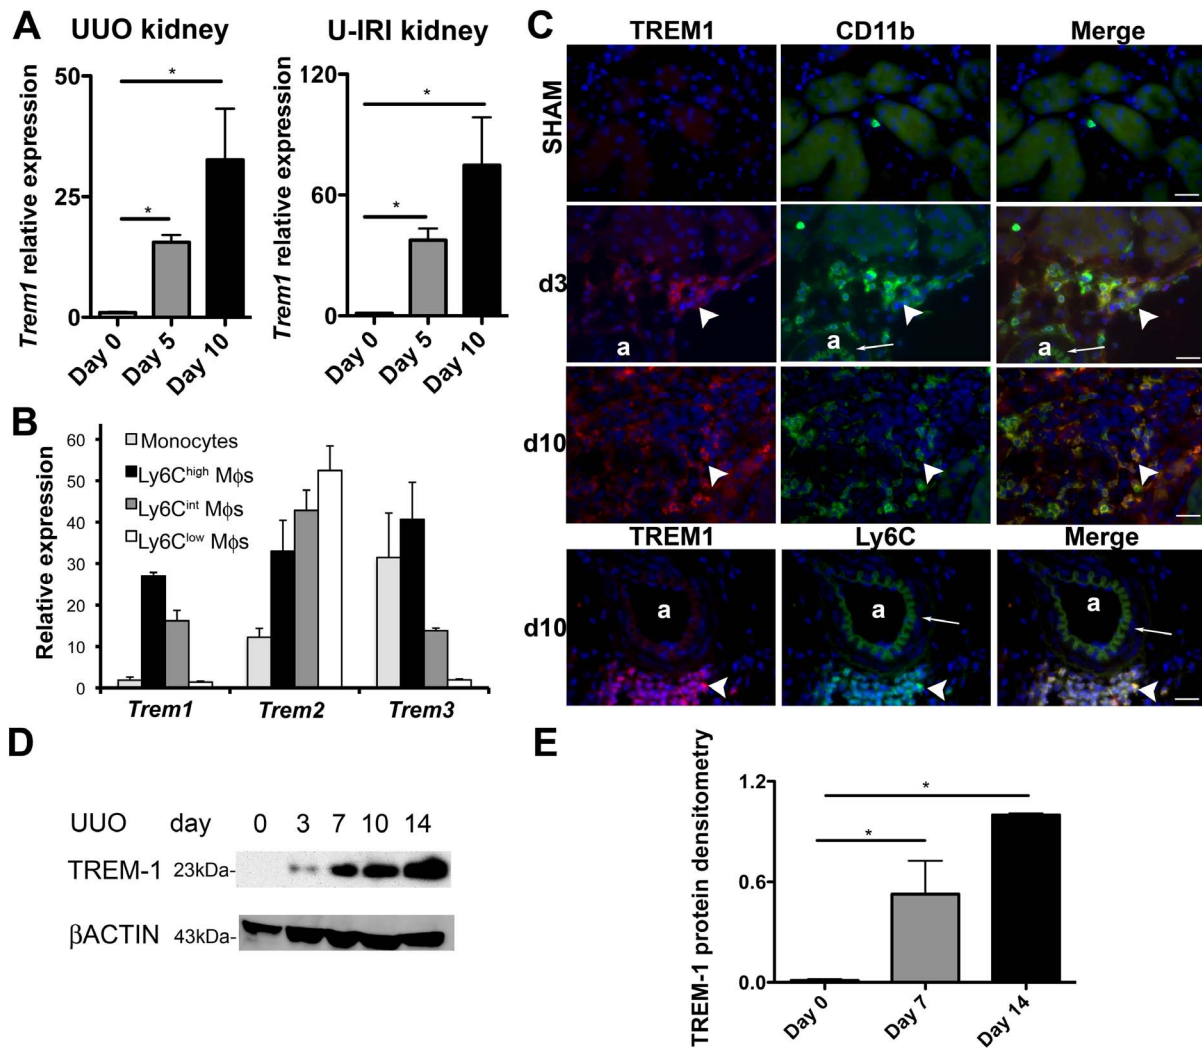 A
UUO kidney
Trem1 relative expression
50
25
0
*
*
Day 0
Day 5
Day 10
U-IRI kidney
Trem1 relative expression
120
60
0
*
*
Day 0
Day 5
Day 10
B
Relative expression
60
50
40
30
20
10
0
Monocytes
Ly6Chigh Mϕs
Ly6Cint Mϕs
Ly6Clow Mϕs
Trem1 Trem2 Trem3
C
TREM1 CD11b Merge
SHAM
d3
a a a
d10
TREM1 Ly6C Merge
d10
a a a
D
UUO day 0 3 7 10 14
TREM-1 23kDa-
βACTIN 43kDa-
E
TREM-1 protein densitometry
1.2
0.6
0.0
*
*
Day 0
Day 7
Day 14